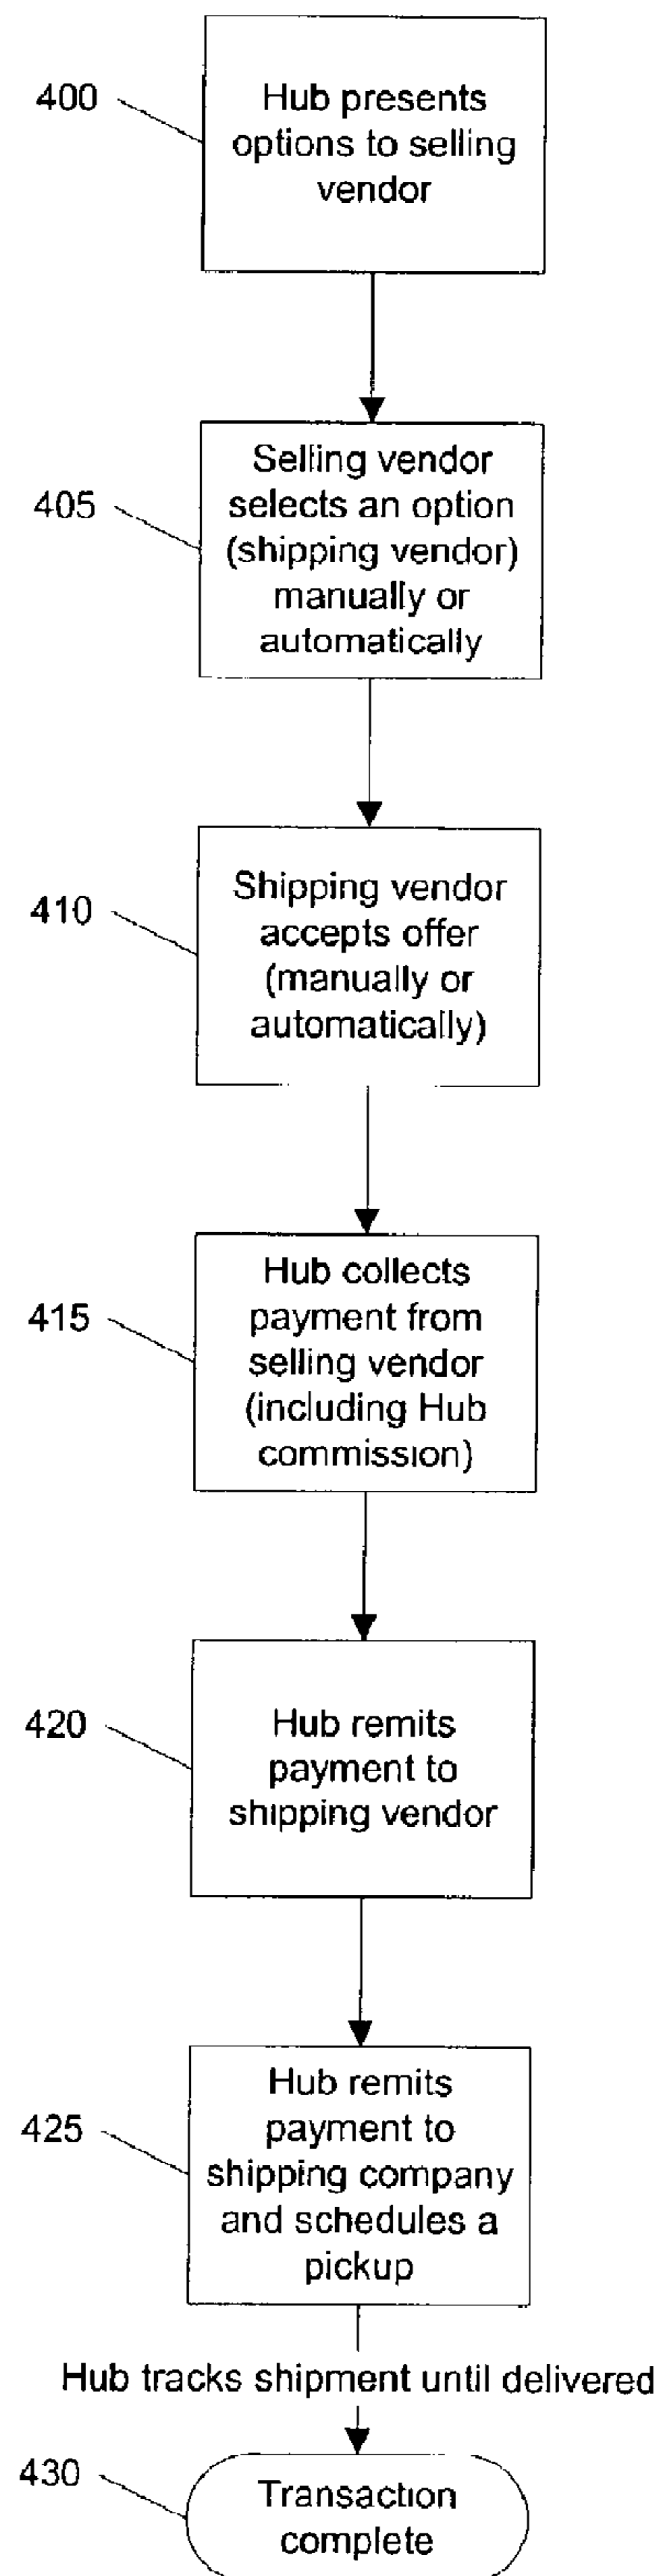 400
Hub presents
options to selling
vendor
405
Selling vendor
selects an option
(shipping vendor)
manually or
automatically
410
Shipping vendor
accepts offer
(manually or
automatically)
415
Hub collects
payment from
selling vendor
(including Hub
commission)
420
Hub remits
payment to
shipping vendor
425
Hub remits
payment to
shipping company
and schedules a
pickup
Hub tracks shipment until delivered
430
Transaction
complete